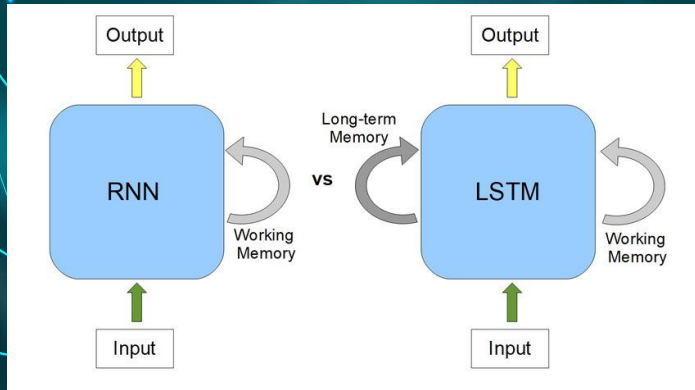 Output
RNN
Working
Memory
Input
vs
Output
Long-term
Memory
LSTM
Working
Memory
Input